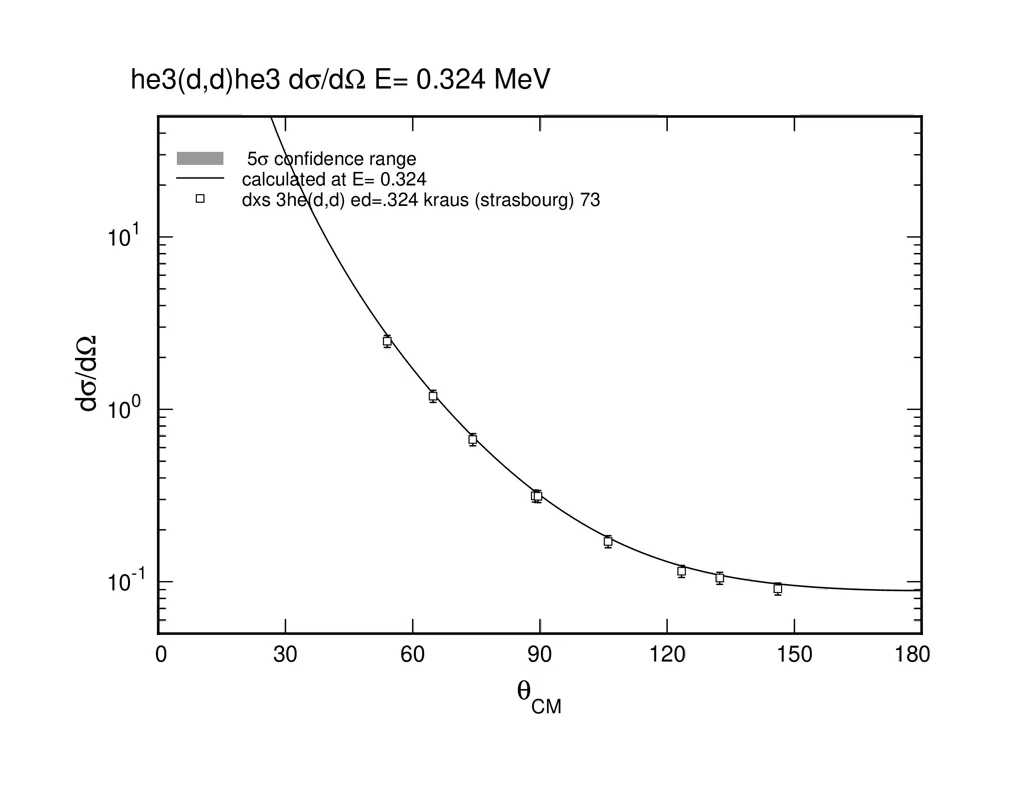 he3(d,d)he3 dσ/dΩ E= 0.324 MeV
5σ confidence range
calculated at E= 0.324
dxs 3he(d,d) ed=.324 kraus (strasbourg) 73
10^1
10^0
10^-1
dσ/dΩ
0 30 60 90 120 150 180
θ_CM